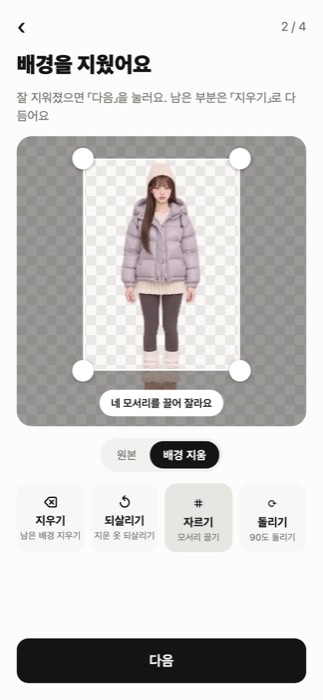 2 / 4
배경을 지웠어요
잘 지워졌으면 「다음」을 눌러요. 남은 부분은 「지우기」로 다
듬어요
네 모서리를 끌어 잘라요
원본 배경 지움
지우기 되살리기 자르기 돌리기
남은 배경 지우기 지운 옷 되살리기 모서리 끌기 90도 돌리기
다음